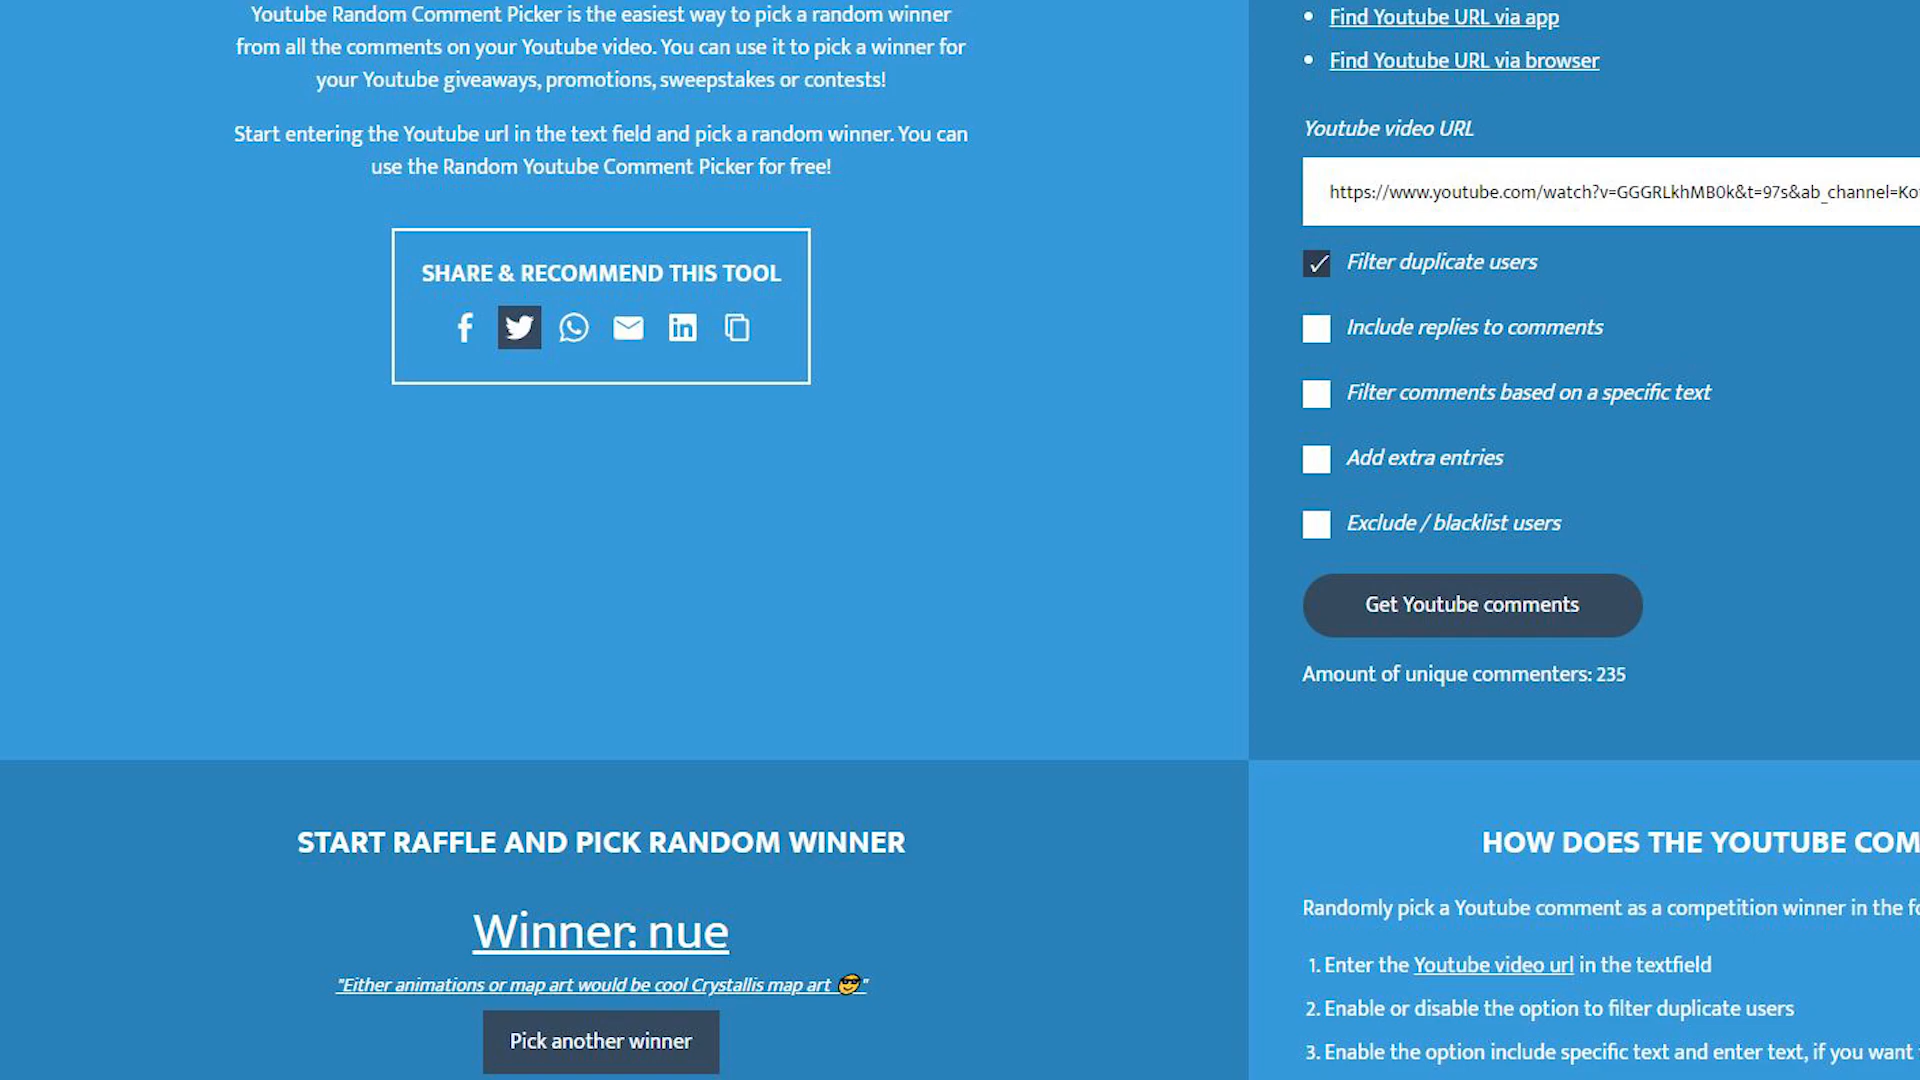 Youtube Random Comment Picker is the easiest way to pick a random winner
from all the comments on your Youtube video. You can use it to pick a winner for
your Youtube giveaways, promotions, sweepstakes or contests!
Start entering the Youtube url in the text field and pick a random winner. You can
use the Random Youtube Comment Picker for free!
SHARE & RECOMMEND THIS TOOL
Find Youtube URL via app
Find Youtube URL via browser
Youtube video URL
https://www.youtube.com/watch?v=GGGRLkhMB0k&t=97s&ab_channel=Ko
Filter duplicate users
Include replies to comments
Filter comments based on a specific text
Add extra entries
Exclude / blacklist users
Get Youtube comments
Amount of unique commenters: 235
START RAFFLE AND PICK RANDOM WINNER
Winner: nue
"Either animations or map art would be cool Crystallis map art 😎"
Pick another winner
HOW DOES THE YOUTUBE COM
Randomly pick a Youtube comment as a competition winner in the fo
1. Enter the Youtube video url in the textfield
2. Enable or disable the option to filter duplicate users
3. Enable the option include specific text and enter text, if you want